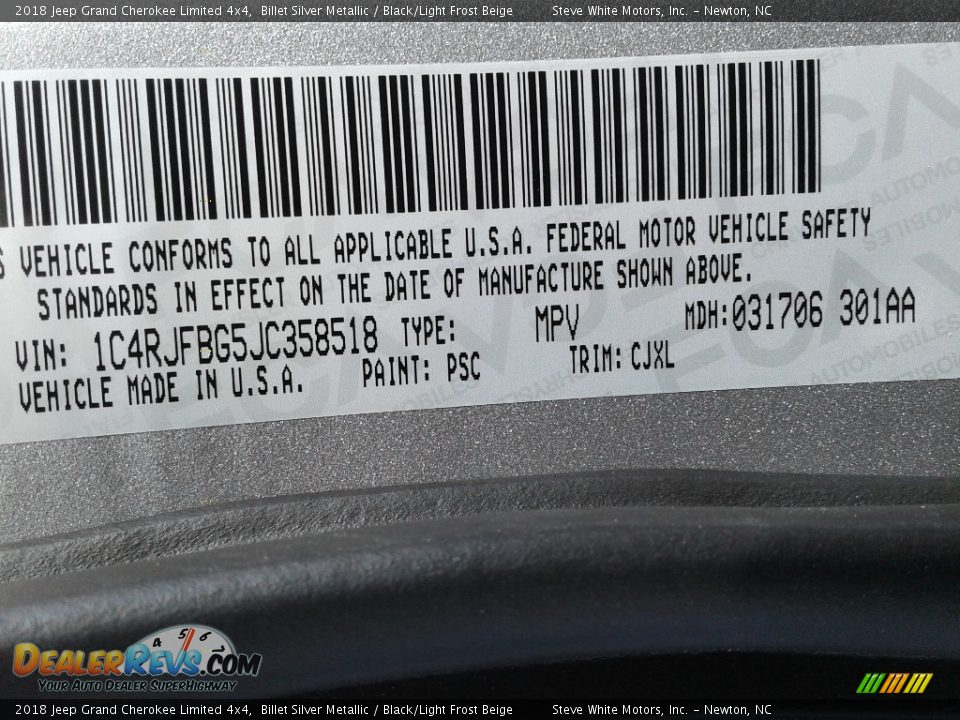 2018 Jeep Grand Cherokee Limited 4x4, Billet Silver Metallic / Black/Light Frost Beige Steve White Motors, Inc. – Newton, NC
S VEHICLE CONFORMS TO ALL APPLICABLE U.S.A. FEDERAL MOTOR VEHICLE SAFETY
STANDARDS IN EFFECT ON THE DATE OF MANUFACTURE SHOWN ABOVE.
VIN: 1C4RJFBG5JC358518 TYPE: MPV MDH:031706 301AA
VEHICLE MADE IN U.S.A. PAINT: PSC TRIM: CJXL
4 5 6
DealerRevs.com
Your Auto Dealer SuperHighway
2018 Jeep Grand Cherokee Limited 4x4, Billet Silver Metallic / Black/Light Frost Beige Steve White Motors, Inc. – Newton, NC